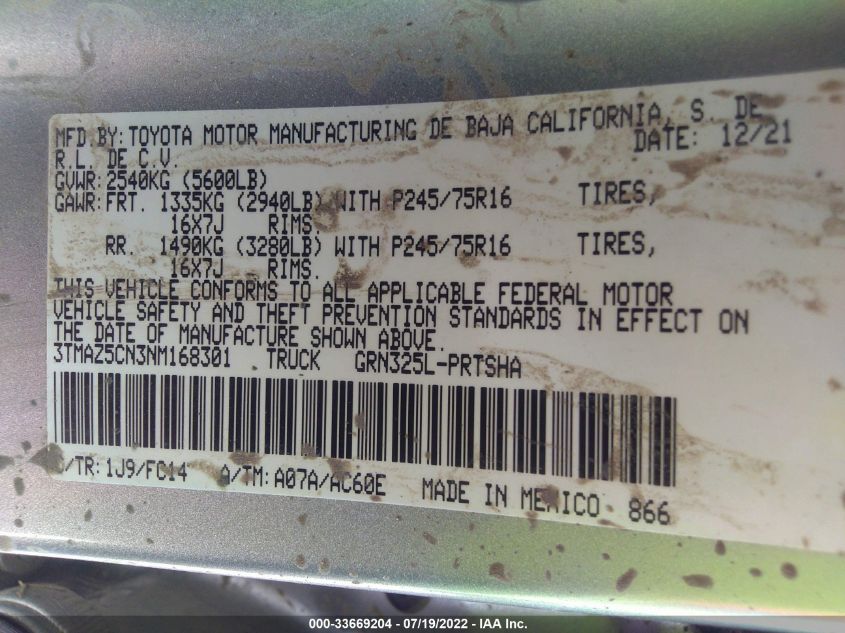 MFD.BY:TOYOTA MOTOR MANUFACTURING DE BAJA CALIFORNIA, S. DE
R.L. DE C.V. DATE: 12/21
GVWR:2540KG (5600LB)
GAWR:FRT. 1335KG (2940LB) WITH P245/75R16 TIRES,
16X7J RIMS.
RR. 1490KG (3280LB) WITH P245/75R16 TIRES,
16X7J RIMS.
THIS VEHICLE CONFORMS TO ALL APPLICABLE FEDERAL MOTOR
VEHICLE SAFETY AND THEFT PREVENTION STANDARDS IN EFFECT ON
THE DATE OF MANUFACTURE SHOWN ABOVE.
3TMAZ5CN3NM168301 TRUCK GRN325L-PRTSHA
C/TR:1J9/FC14 A/TM:A07A/AC60E MADE IN MEXICO 866
000-33669204 - 07/19/2022 - IAA Inc.